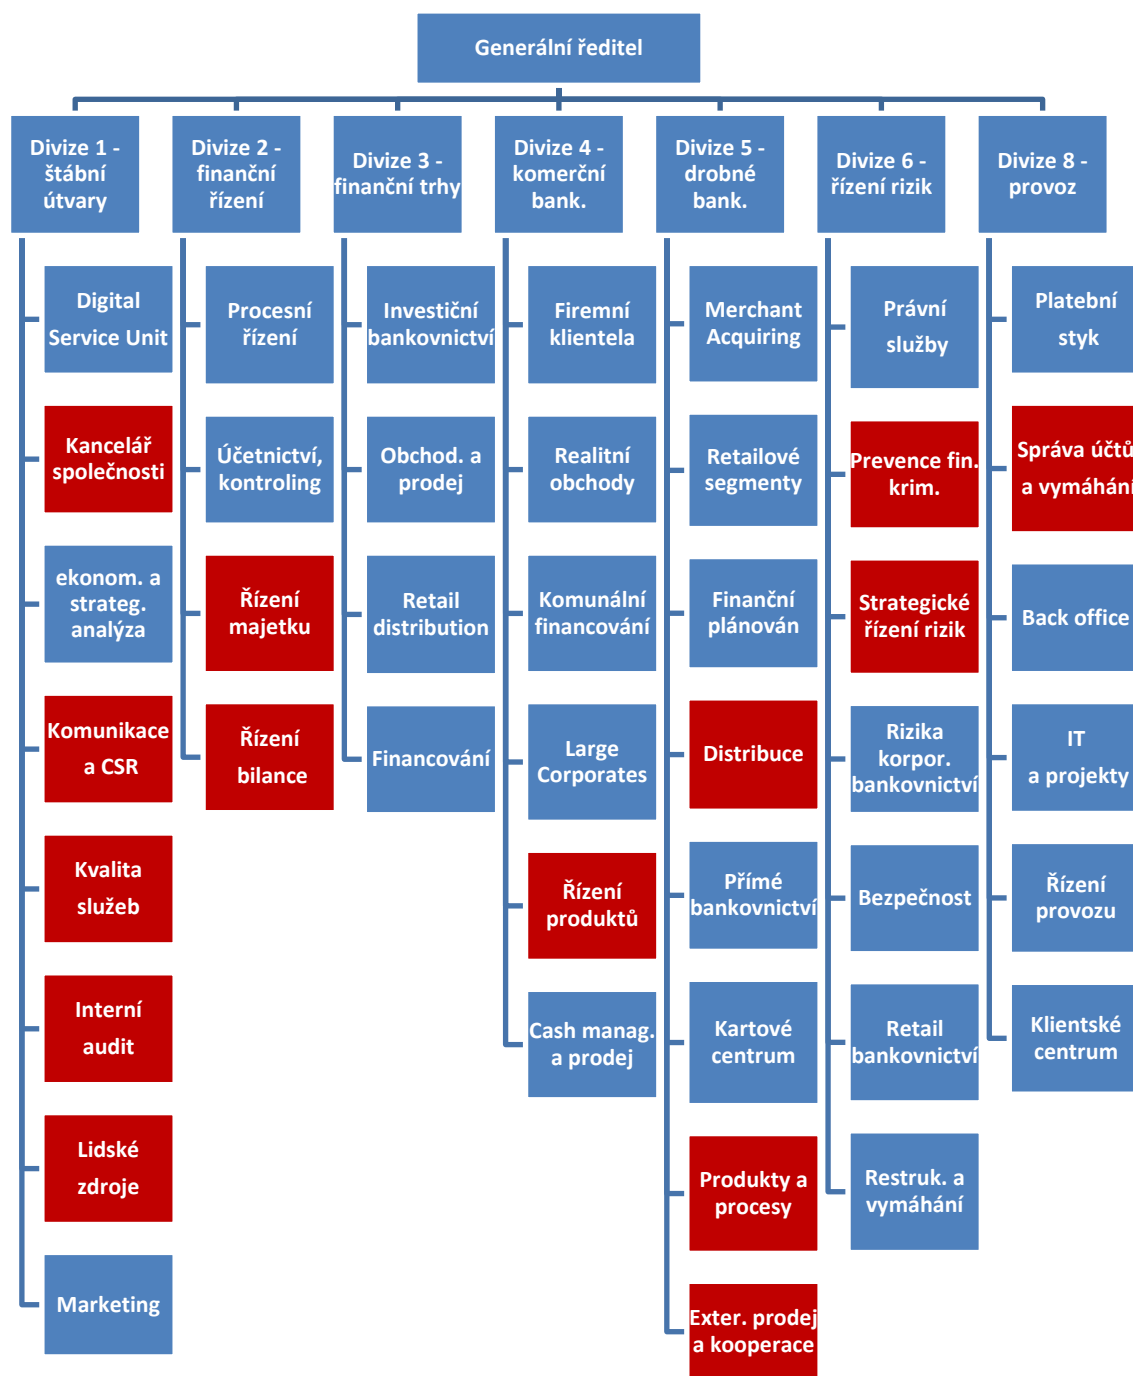 Generální ředitel
Divize 1 -
štábní
útvary
Digital
Service Unit
Kancelář
společnosti
ekonom. a
strateg.
analýza
Komunikace
a CSR
Kvalita
služeb
Interní
audit
Lidské
zdroje
Marketing
Divize 2 -
finanční
řízení
Procesní
řízení
Účetnictví,
kontroling
Řízení
majetku
Řízení
bilance
Divize 3 -
finanční trhy
Investiční
bankovnictví
Obchod. a
prodej
Retail
distribution
Financování
Divize 4 -
komerční
bank.
Firemní
klientela
Realitní
obchody
Komunální
financování
Large
Corporates
Řízení
produktů
Cash manag.
a prodej
Divize 5 -
drobné
bank.
Merchant
Acquiring
Retailové
segmenty
Finanční
plánován
Distribuce
Přímé
bankovnictví
Kartové
centrum
Produkty a
procesy
Exter. prodej
a kooperace
Divize 6 -
řízení rizik
Právní
služby
Prevence fin.
krim.
Strategické
řízení rizik
Rizika
korpor.
bankovnictví
Bezpečnost
Retail
bankovnictví
Restruk. a
vymáhání
Divize 8 -
provoz
Platební
styk
Správa účtů
a vymáhání
Back office
IT
a projekty
Řízení
provozu
Klientské
centrum